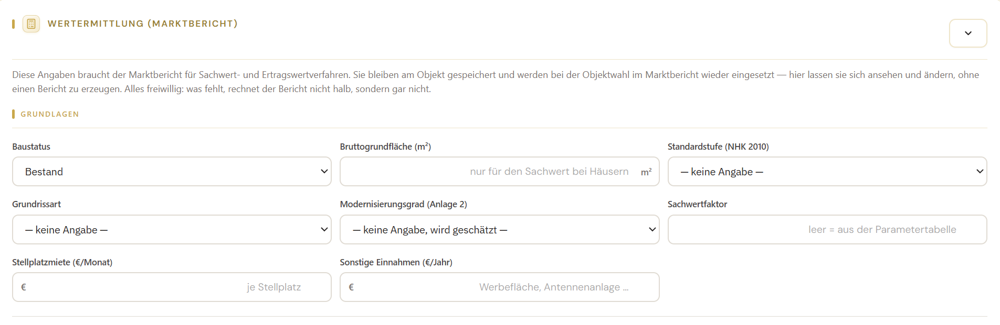 WERTERMITTLUNG (MARKTBERICHT)
Diese Angaben braucht der Marktbericht für Sachwert- und Ertragswertverfahren. Sie bleiben am Objekt gespeichert und werden bei der Objektwahl im Marktbericht wieder eingesetzt — hier lassen sie sich ansehen und ändern, ohne
einen Bericht zu erzeugen. Alles freiwillig: was fehlt, rechnet der Bericht nicht halb, sondern gar nicht.
GRUNDLAGEN
Baustatus
Bestand
Bruttogrundfläche (m²)
nur für den Sachwert bei Häusern m²
Standardstufe (NHK 2010)
— keine Angabe —
Grundrissart
— keine Angabe —
Modernisierungsgrad (Anlage 2)
— keine Angabe, wird geschätzt —
Sachwertfaktor
leer = aus der Parametertabelle
Stellplatzmiete (€/Monat)
€ je Stellplatz
Sonstige Einnahmen (€/Jahr)
€ Werbefläche, Antennenanlage ...